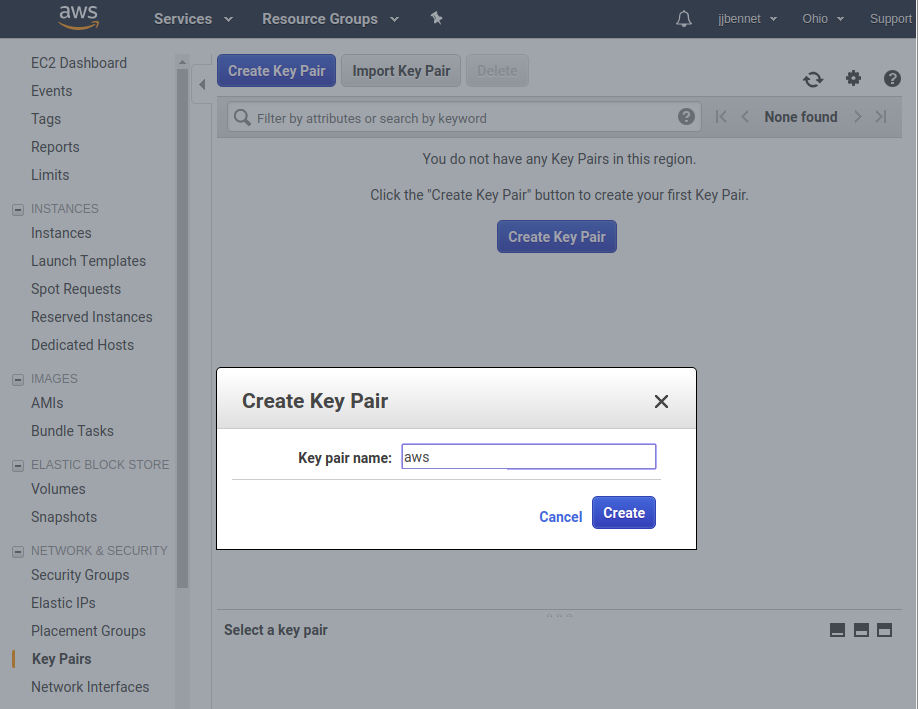 aws
Services
Resource Groups
jjbennet
Ohio
Support
EC2 Dashboard
Events
Tags
Reports
Limits
INSTANCES
Instances
Launch Templates
Spot Requests
Reserved Instances
Dedicated Hosts
IMAGES
AMIs
Bundle Tasks
ELASTIC BLOCK STORE
Volumes
Snapshots
NETWORK & SECURITY
Security Groups
Elastic IPs
Placement Groups
Key Pairs
Network Interfaces
Create Key Pair
Import Key Pair
Delete
Filter by attributes or search by keyword
None found
You do not have any Key Pairs in this region.
Click the "Create Key Pair" button to create your first Key Pair.
Create Key Pair
Create Key Pair
Key pair name: aws
Cancel
Create
Select a key pair